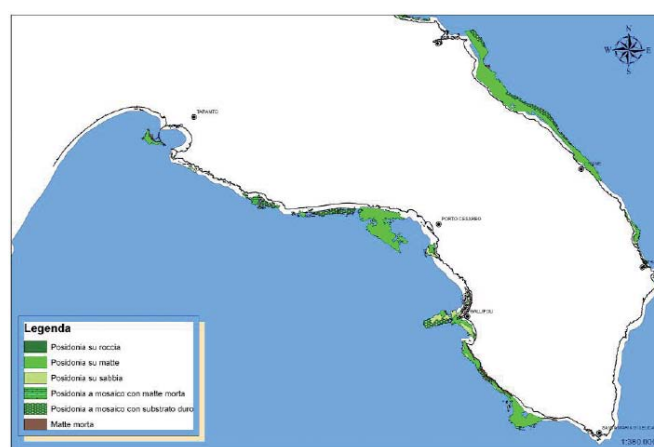 N
W E
S
TARANTO
PORTO CESAREO
GALLIPOLI
Legenda
Posidonia su roccia
Posidonia su matte
Posidonia su sabbia
Posidonia a mosaico con matte morta
Posidonia a mosaico con substrato duro
Matte morta